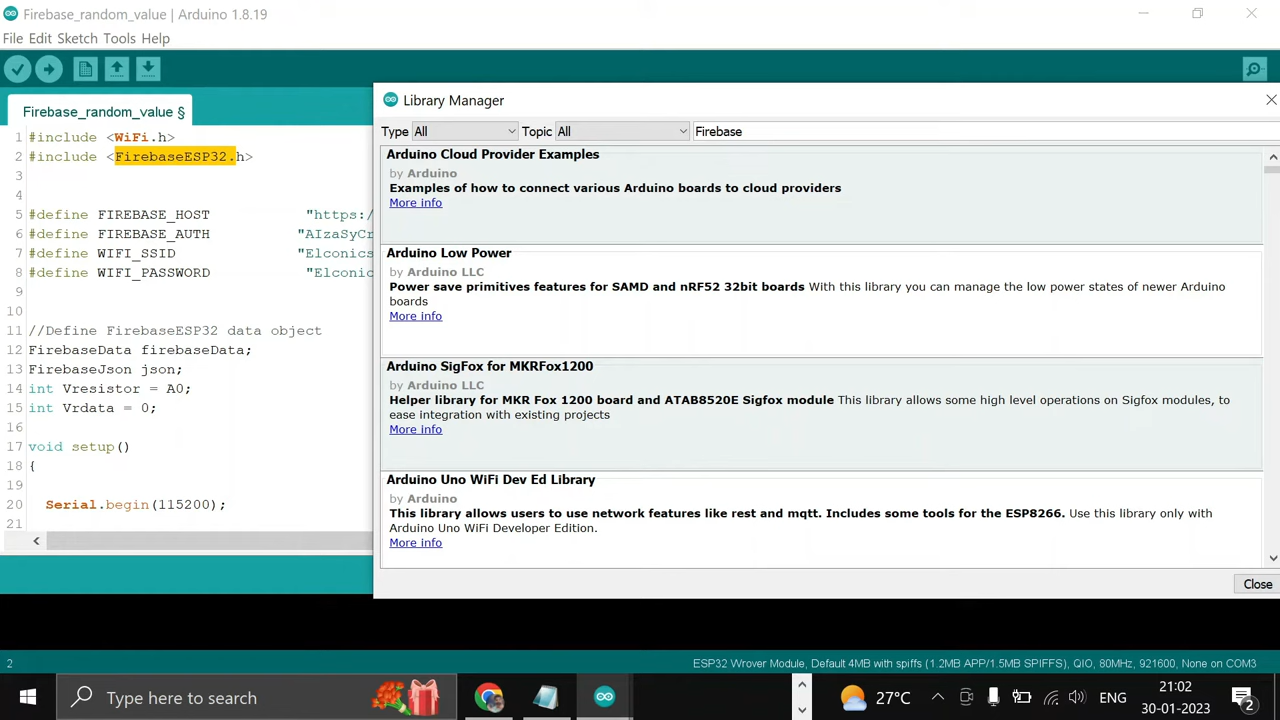 Firebase_random_value | Arduino 1.8.19
File Edit Sketch Tools Help
Firebase_random_value §
1 #include <WiFi.h>
2 #include <FirebaseESP32.h>
3
4
5 #define FIREBASE_HOST "https:/
6 #define FIREBASE_AUTH "AIzaSyCr
7 #define WIFI_SSID "Elconics
8 #define WIFI_PASSWORD "Elconic
9
10
11 //Define FirebaseESP32 data object
12 FirebaseData firebaseData;
13 FirebaseJson json;
14 int Vresistor = A0;
15 int Vrdata = 0;
16
17 void setup()
18 {
19
20 Serial.begin(115200);
21
Library Manager
Type All Topic All Firebase
Arduino Cloud Provider Examples
by Arduino
Examples of how to connect various Arduino boards to cloud providers
More info
Arduino Low Power
by Arduino LLC
Power save primitives features for SAMD and nRF52 32bit boards With this library you can manage the low power states of newer Arduino
boards
More info
Arduino SigFox for MKRFox1200
by Arduino LLC
Helper library for MKR Fox 1200 board and ATAB8520E Sigfox module This library allows some high level operations on Sigfox modules, to
ease integration with existing projects
More info
Arduino Uno WiFi Dev Ed Library
by Arduino
This library allows users to use network features like rest and mqtt. Includes some tools for the ESP8266. Use this library only with
Arduino Uno WiFi Developer Edition.
More info
Close
2 ESP32 Wrover Module, Default 4MB with spiffs (1.2MB APP/1.5MB SPIFFS), QIO, 80MHz, 921600, None on COM3
Type here to search
27°C
ENG
21:02
30-01-2023
2